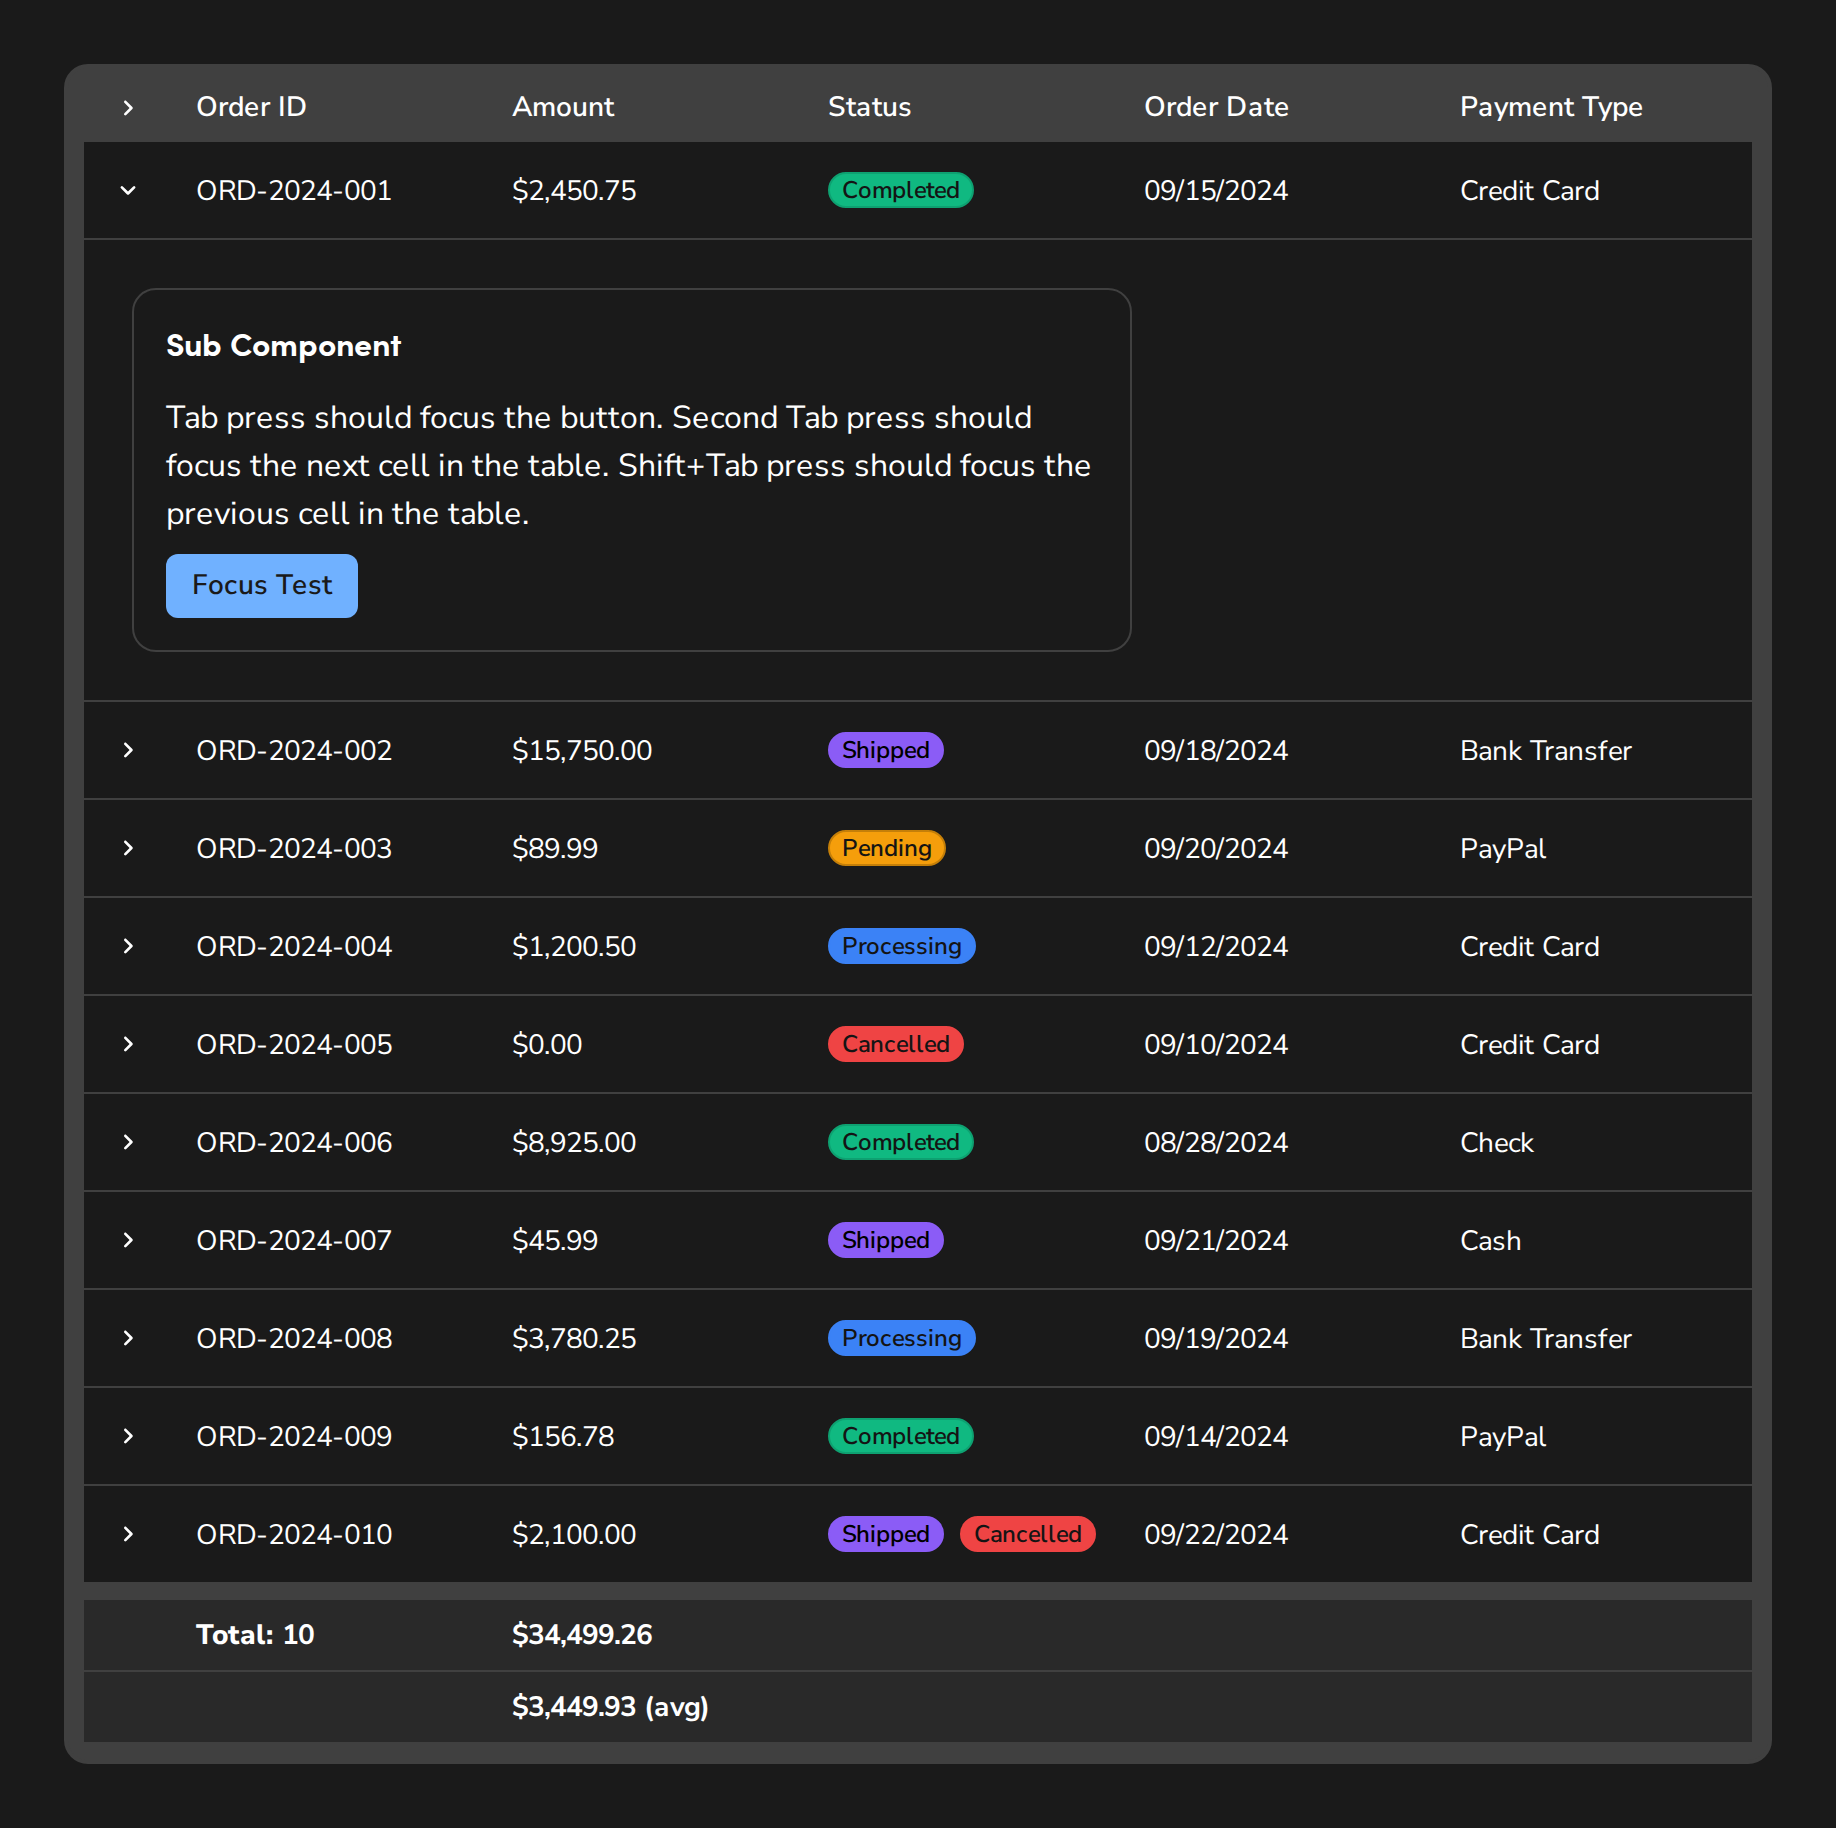 Order ID Amount Status Order Date Payment Type
ORD-2024-001 $2,450.75 Completed 09/15/2024 Credit Card
Sub Component
Tab press should focus the button. Second Tab press should
focus the next cell in the table. Shift+Tab press should focus the
previous cell in the table.
Focus Test
ORD-2024-002 $15,750.00 Shipped 09/18/2024 Bank Transfer
ORD-2024-003 $89.99 Pending 09/20/2024 PayPal
ORD-2024-004 $1,200.50 Processing 09/12/2024 Credit Card
ORD-2024-005 $0.00 Cancelled 09/10/2024 Credit Card
ORD-2024-006 $8,925.00 Completed 08/28/2024 Check
ORD-2024-007 $45.99 Shipped 09/21/2024 Cash
ORD-2024-008 $3,780.25 Processing 09/19/2024 Bank Transfer
ORD-2024-009 $156.78 Completed 09/14/2024 PayPal
ORD-2024-010 $2,100.00 Shipped Cancelled 09/22/2024 Credit Card
Total: 10 $34,499.26
$3,449.93 (avg)